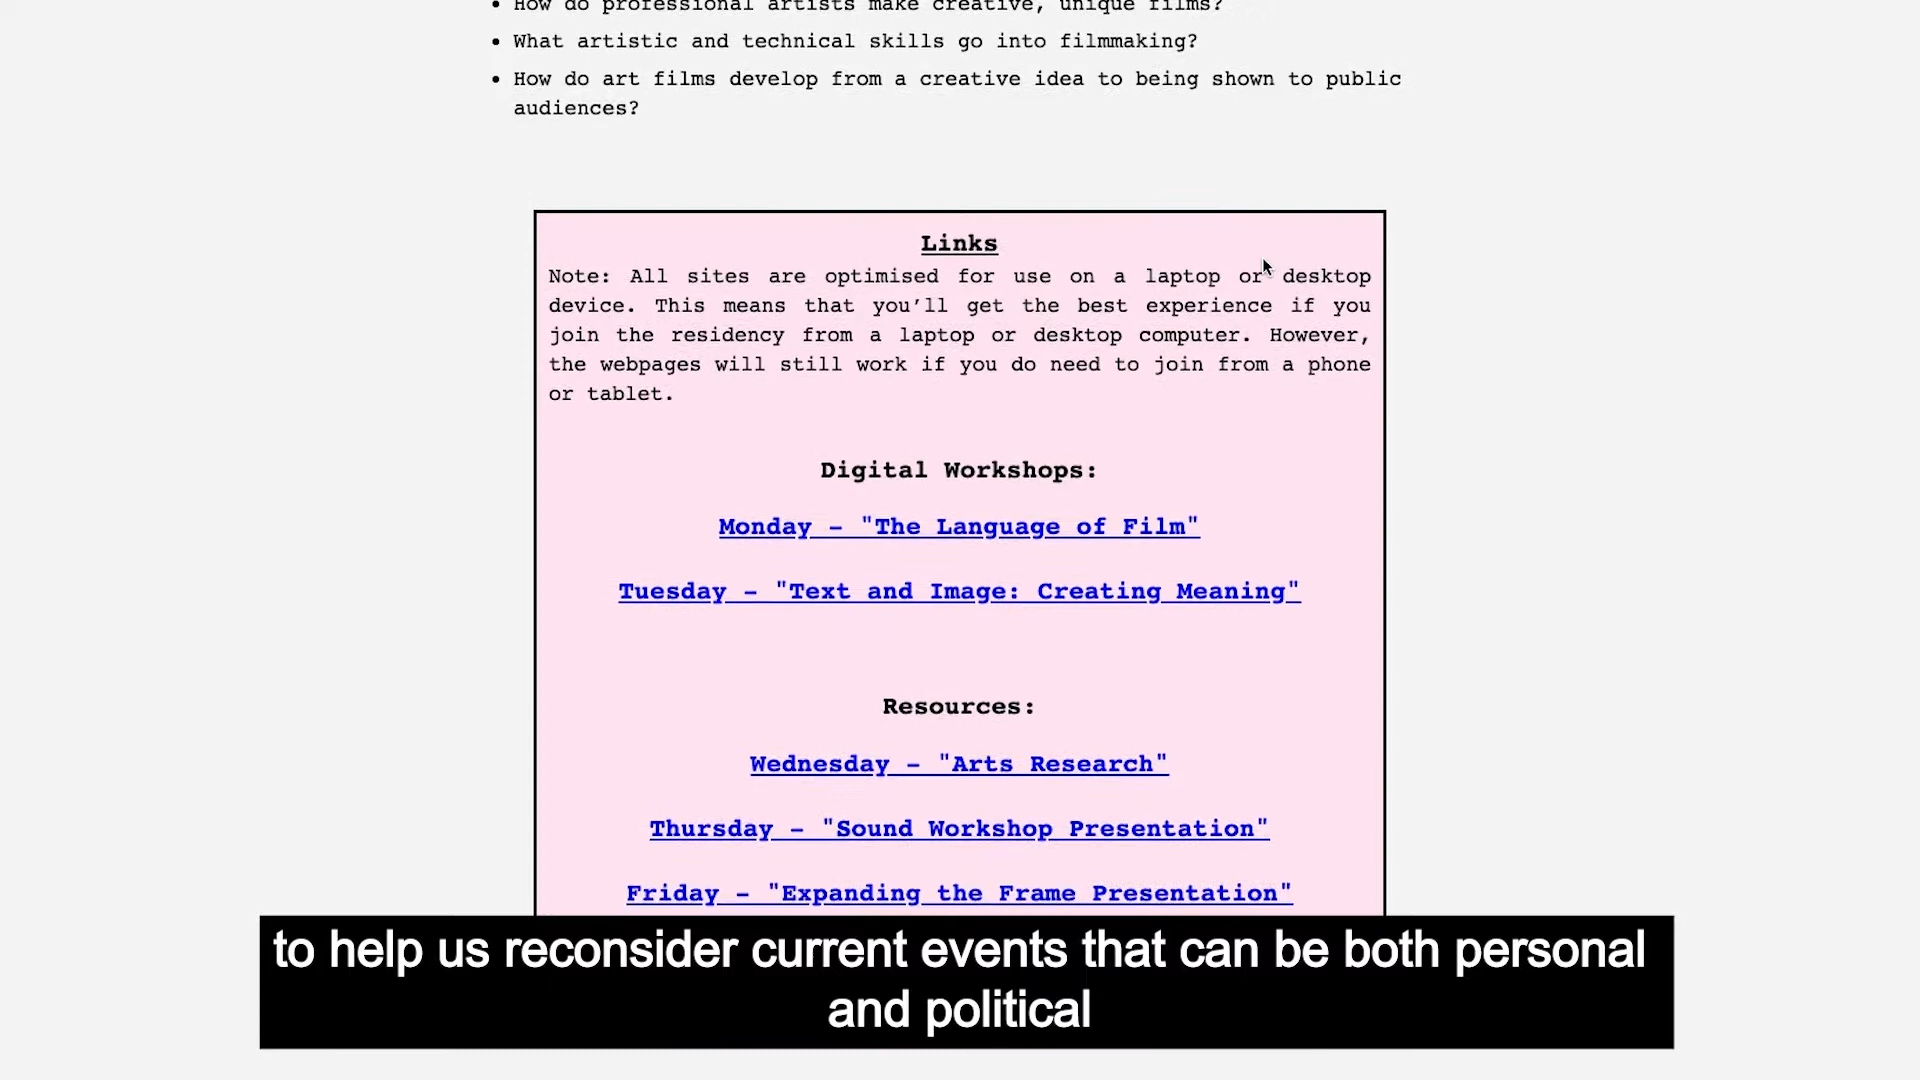 How do professional artists make creative, unique films?
What artistic and technical skills go into filmmaking?
How do art films develop from a creative idea to being shown to public
audiences?
Links
Note: All sites are optimised for use on a laptop or desktop
device. This means that you’ll get the best experience if you
join the residency from a laptop or desktop computer. However,
the webpages will still work if you do need to join from a phone
or tablet.
Digital Workshops:
Monday – "The Language of Film"
Tuesday – "Text and Image: Creating Meaning"
Resources:
Wednesday – "Arts Research"
Thursday – "Sound Workshop Presentation"
Friday – "Expanding the Frame Presentation"
to help us reconsider current events that can be both personal
and political